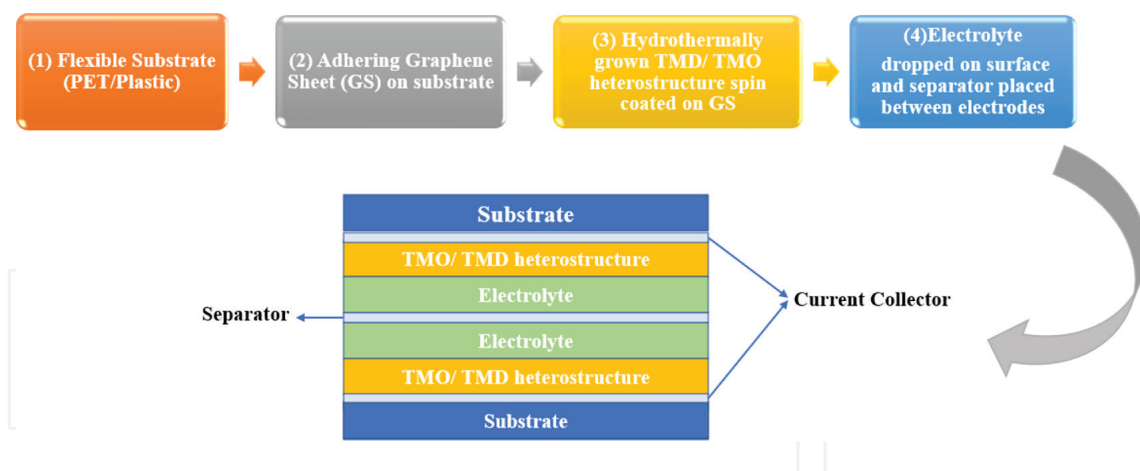 (1) Flexible Substrate
(PET/Plastic)
(2) Adhering Graphene
Sheet (GS) on substrate
(3) Hydrothermally
grown TMD/ TMO
heterostructure spin
coated on GS
(4)Electrolyte
dropped on surface
and separator placed
between electrodes
Substrate
TMO/ TMD heterostructure
Electrolyte
Separator
Current Collector
Electrolyte
TMO/ TMD heterostructure
Substrate